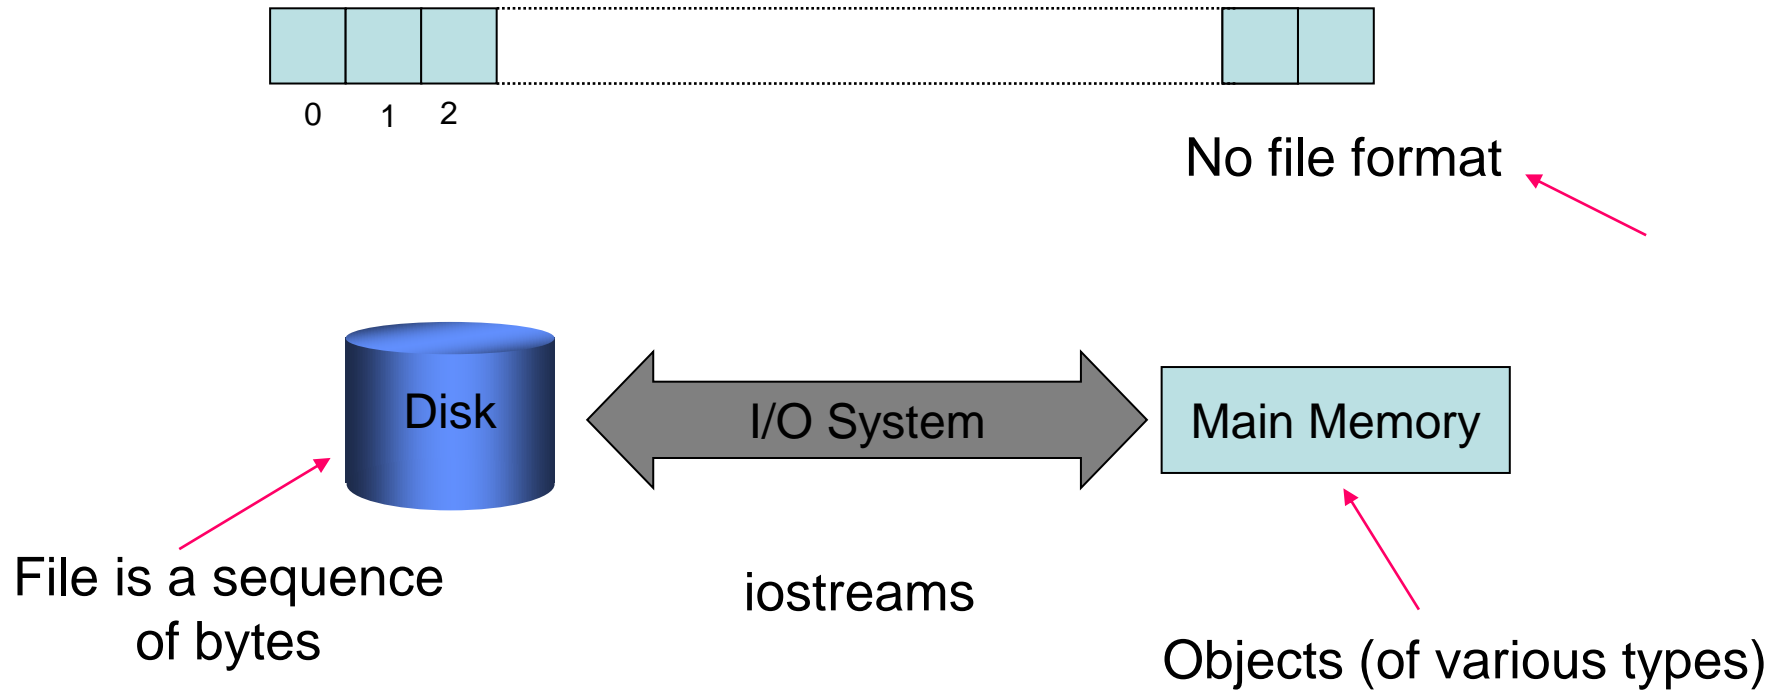 0 1 2
No file format
Disk
I/O System
Main Memory
File is a sequence
of bytes
iostreams
Objects (of various types)